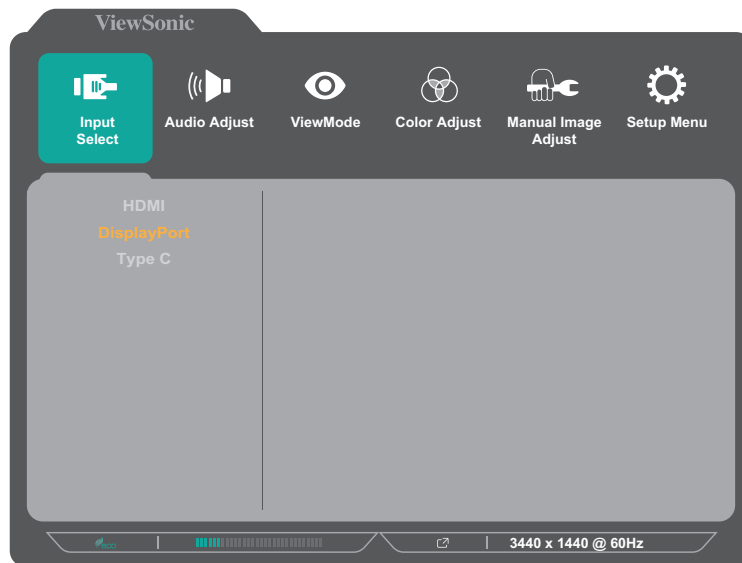 ViewSonic
Input Select
Audio Adjust
ViewMode
Color Adjust
Manual Image Adjust
Setup Menu
HDMI
DisplayPort
Type C
eco
3440 x 1440 @ 60Hz